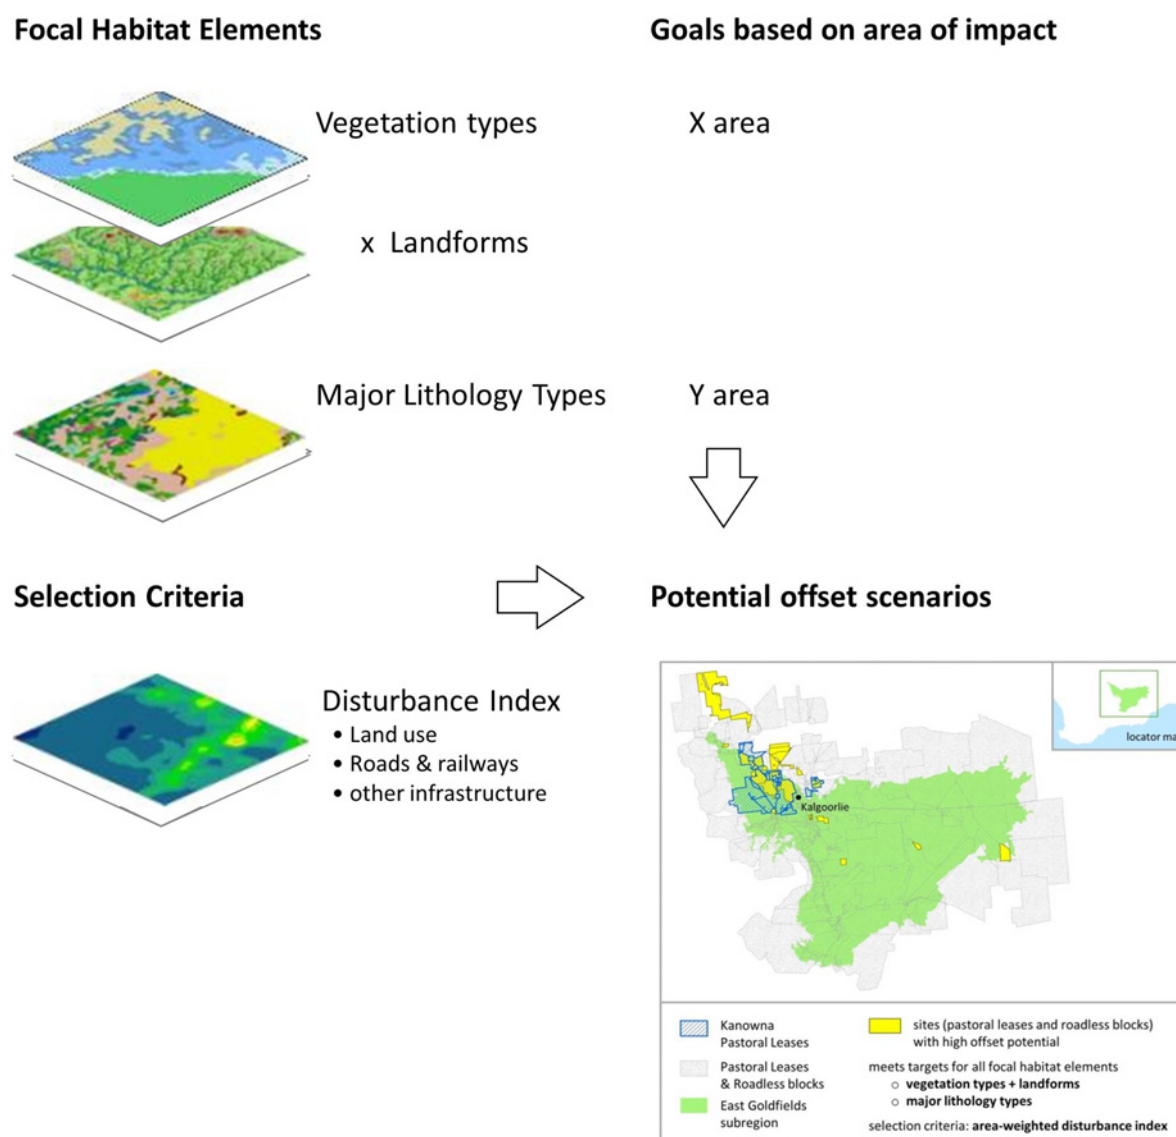 Focal Habitat Elements
Goals based on area of impact
Vegetation types
X area
x Landforms
Major Lithology Types
Y area
Selection Criteria
Potential offset scenarios
Disturbance Index
• Land use
• Roads & railways
• other infrastructure
locator ma
Kalgoorlie
Kanowna
Pastoral Leases
Pastoral Leases
& Roadless blocks
East Goldfields
subregion
sites (pastoral leases and roadless blocks)
with high offset potential
meets targets for all focal habitat elements
○ vegetation types + landforms
○ major lithology types
selection criteria: area-weighted disturbance index